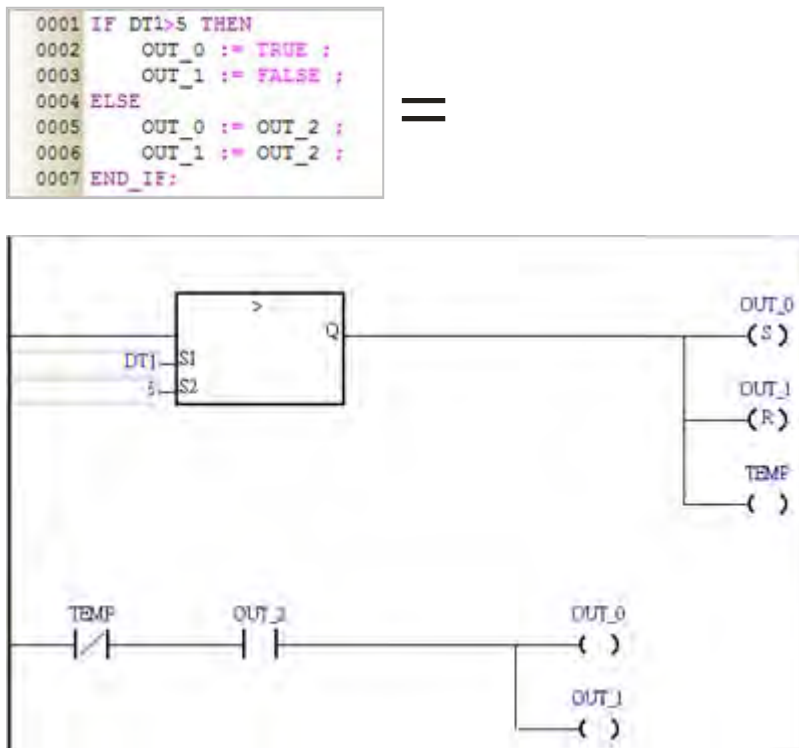 0001 IF DT1>5 THEN
0002 OUT_0 := TRUE ;
0003 OUT_1 := FALSE ;
0004 ELSE
0005 OUT_0 := OUT_2 ;
0006 OUT_1 := OUT_2 ;
0007 END_IF;
=
>
Q
DT1 S1
5 S2
OUT_0
( S )
OUT_1
( R )
TEMP
( )
TEMP OUT_2 OUT_0
( )
OUT_1
( )